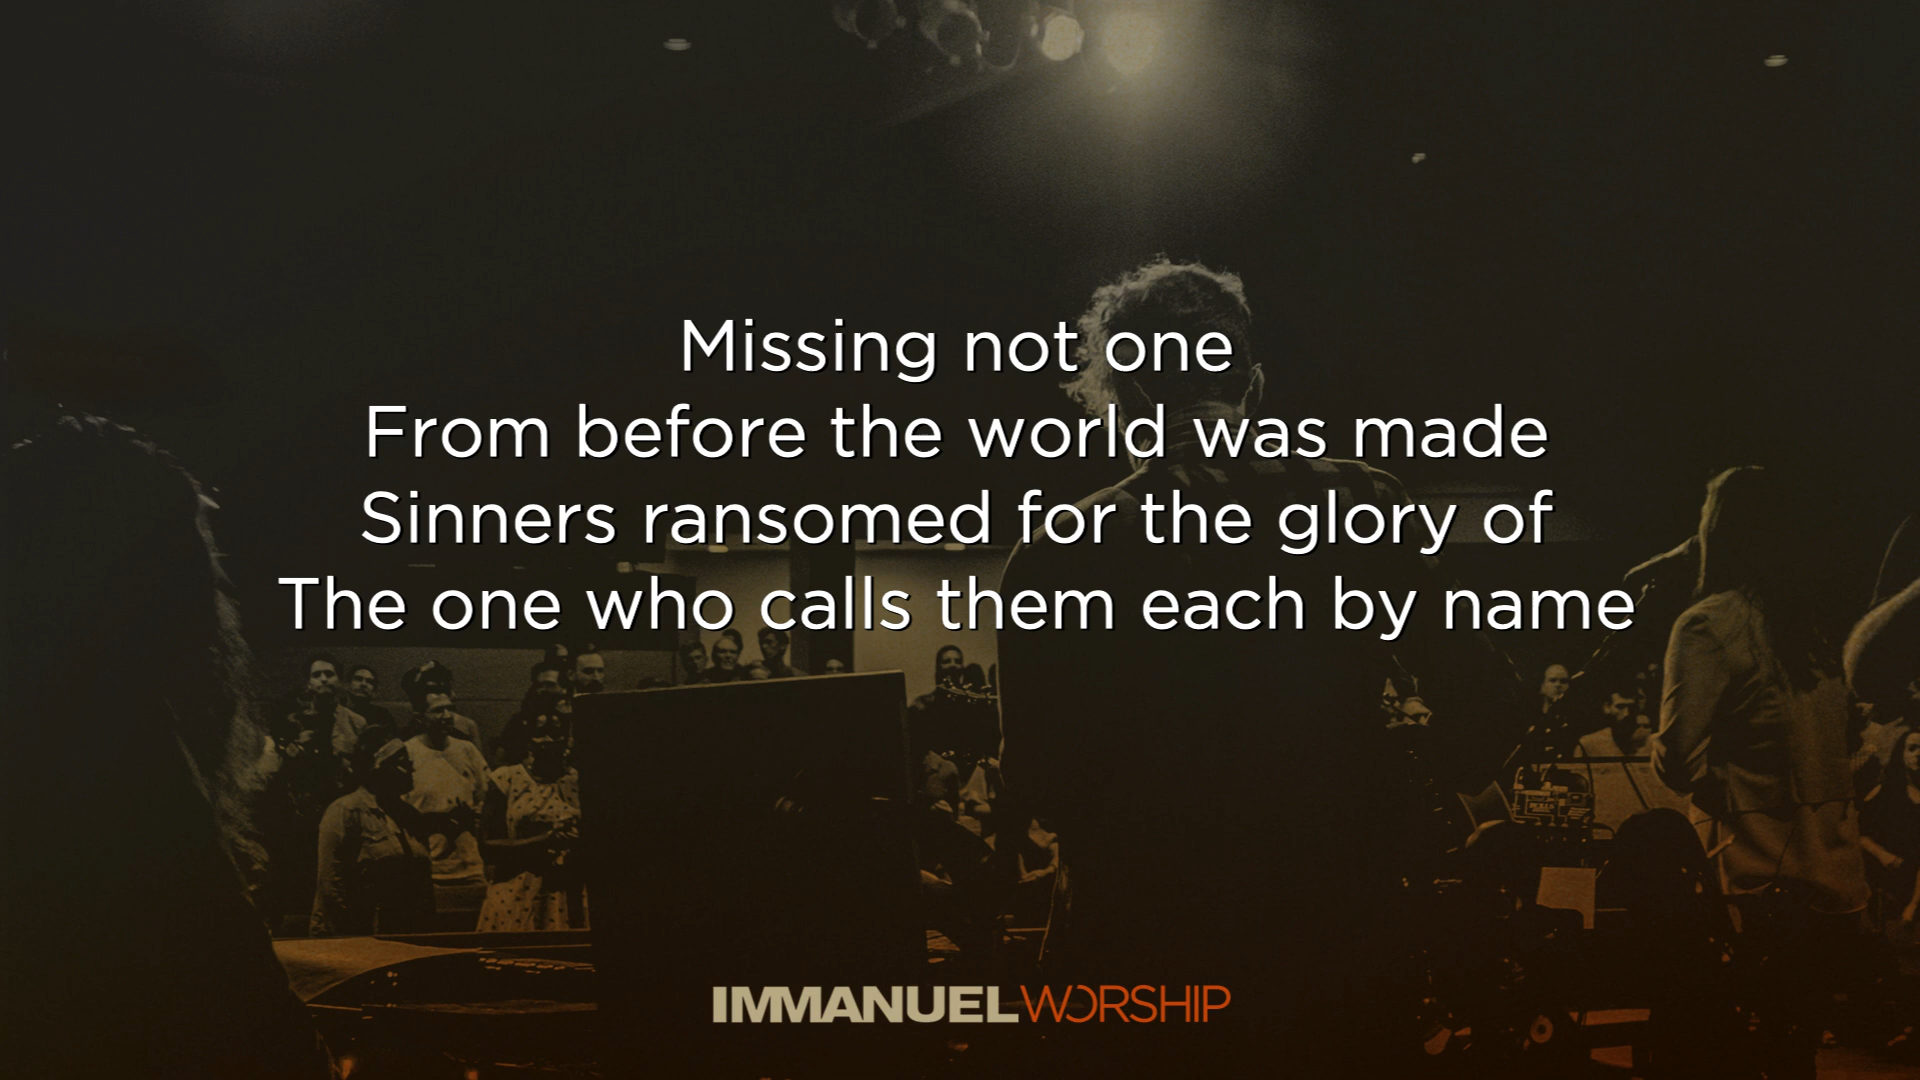 Missing not one
From before the world was made
Sinners ransomed for the glory of
The one who calls them each by name
IMMANUELWORSHIP